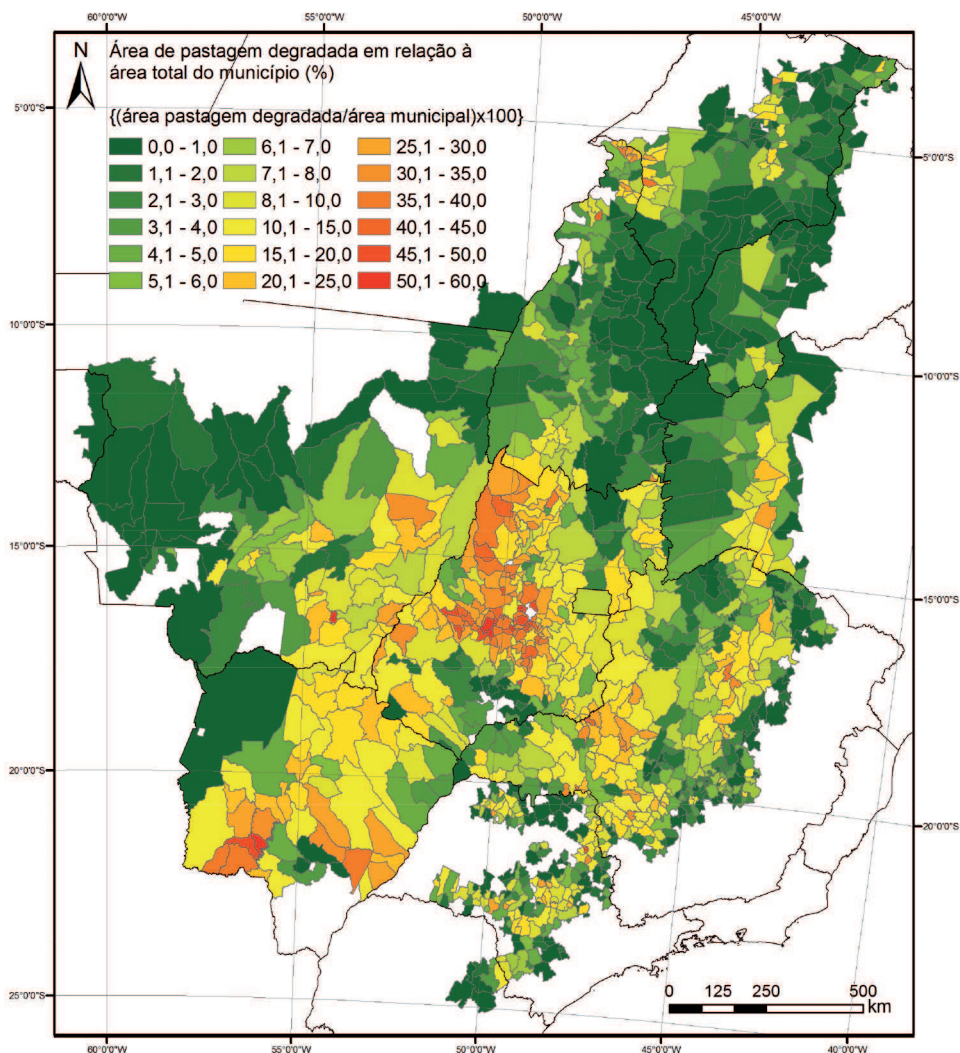 60°0'0"W 55°0'0"W 50°0'0"W 45°0'0"W
N
Área de pastagem degradada em relação à
área total do município (%)
{(área pastagem degradada/área municipal)x100}
0,0 - 1,0 6,1 - 7,0 25,1 - 30,0
1,1 - 2,0 7,1 - 8,0 30,1 - 35,0
2,1 - 3,0 8,1 - 10,0 35,1 - 40,0
3,1 - 4,0 10,1 - 15,0 40,1 - 45,0
4,1 - 5,0 15,1 - 20,0 45,1 - 50,0
5,1 - 6,0 20,1 - 25,0 50,1 - 60,0
5°0'0"S
5°0'0"S
10°0'0"S
10°0'0"S
15°0'0"S
15°0'0"S
20°0'0"S
20°0'0"S
25°0'0"S
0 125 250 500
km
60°0'0"W 55°0'0"W 50°0'0"W 45°0'0"W 40°0'0"W